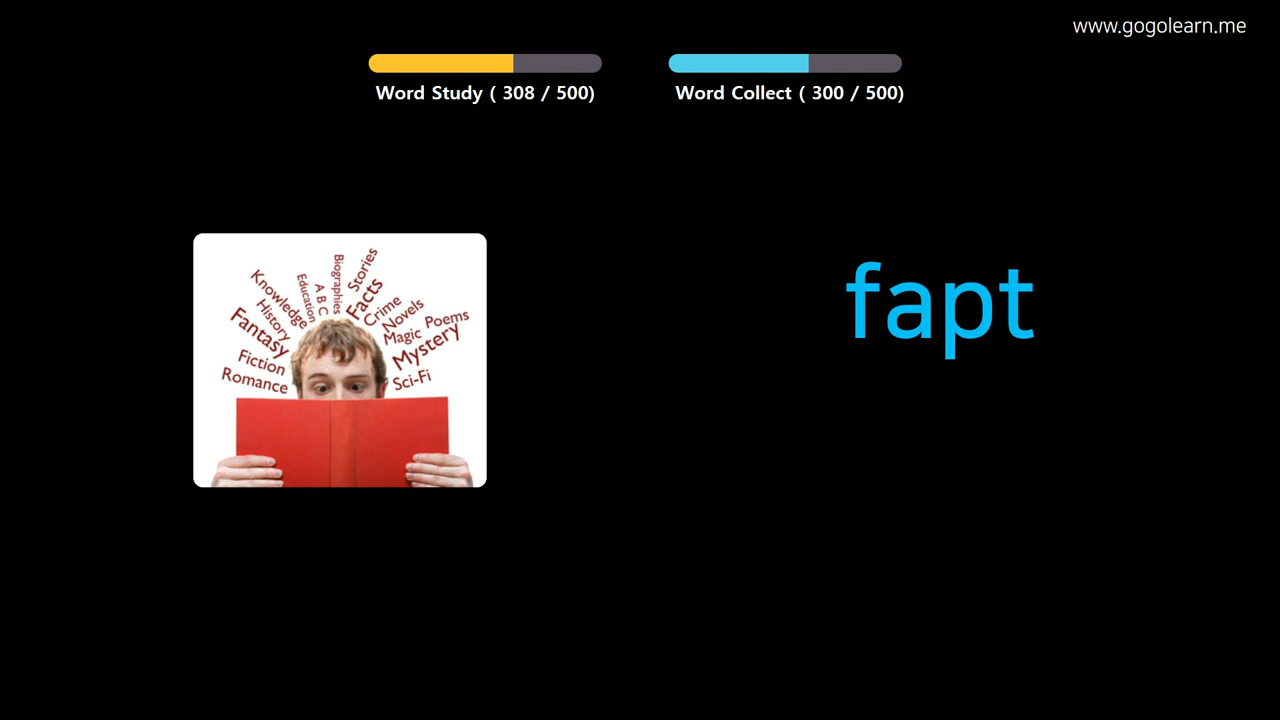 www.gogolearn.me
Word Study ( 308 / 500)
Word Collect ( 300 / 500)
fapt
Knowledge
History
Fantasy
Fiction
Romance
Education
A B C
Biographies
Stories
Facts
Crime
Novels
Magic
Poems
Mystery
Sci-Fi